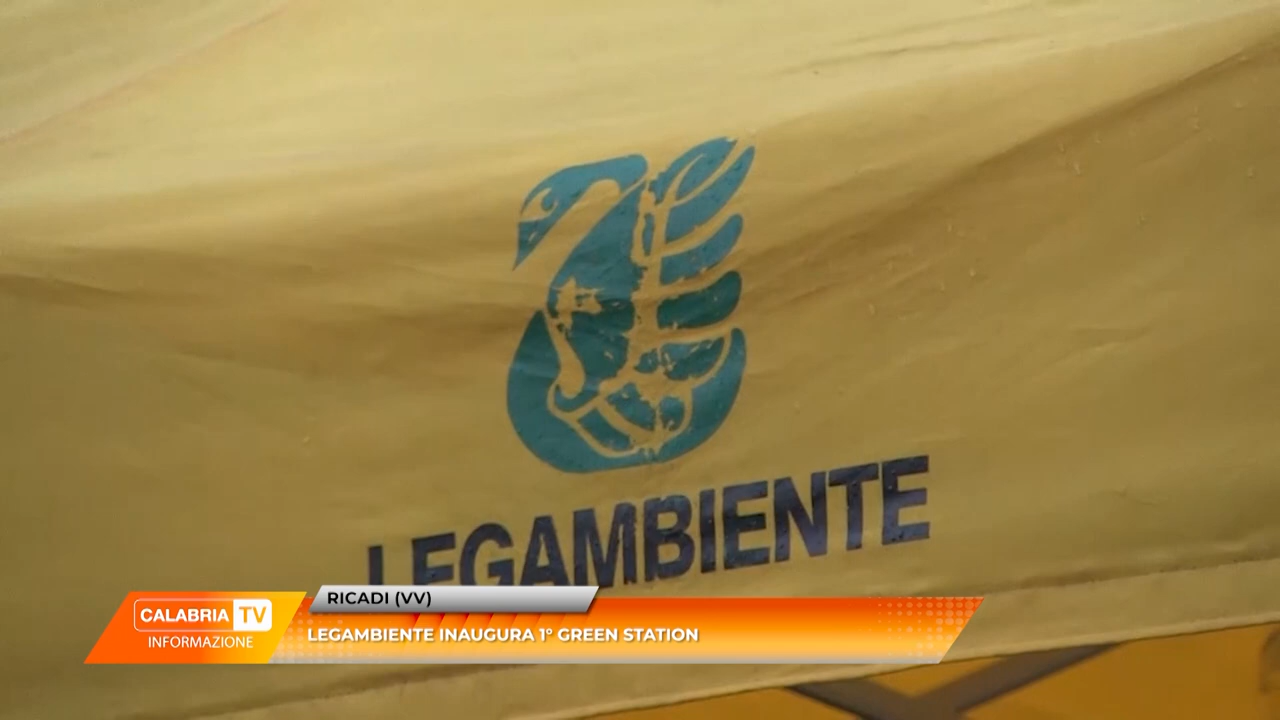 LEGAMBIENTE
RICADI (VV)
CALABRIA TV
INFORMAZIONE
LEGAMBIENTE INAUGURA 1° GREEN STATION